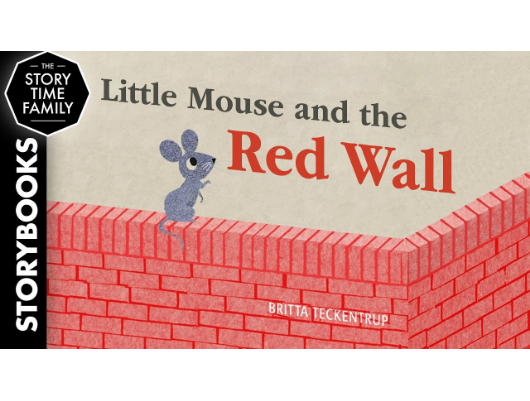 THE
STORY
TIME
FAMILY
STORYBOOKS
Little Mouse and the
Red Wall
BRITTA TECKENTRUP